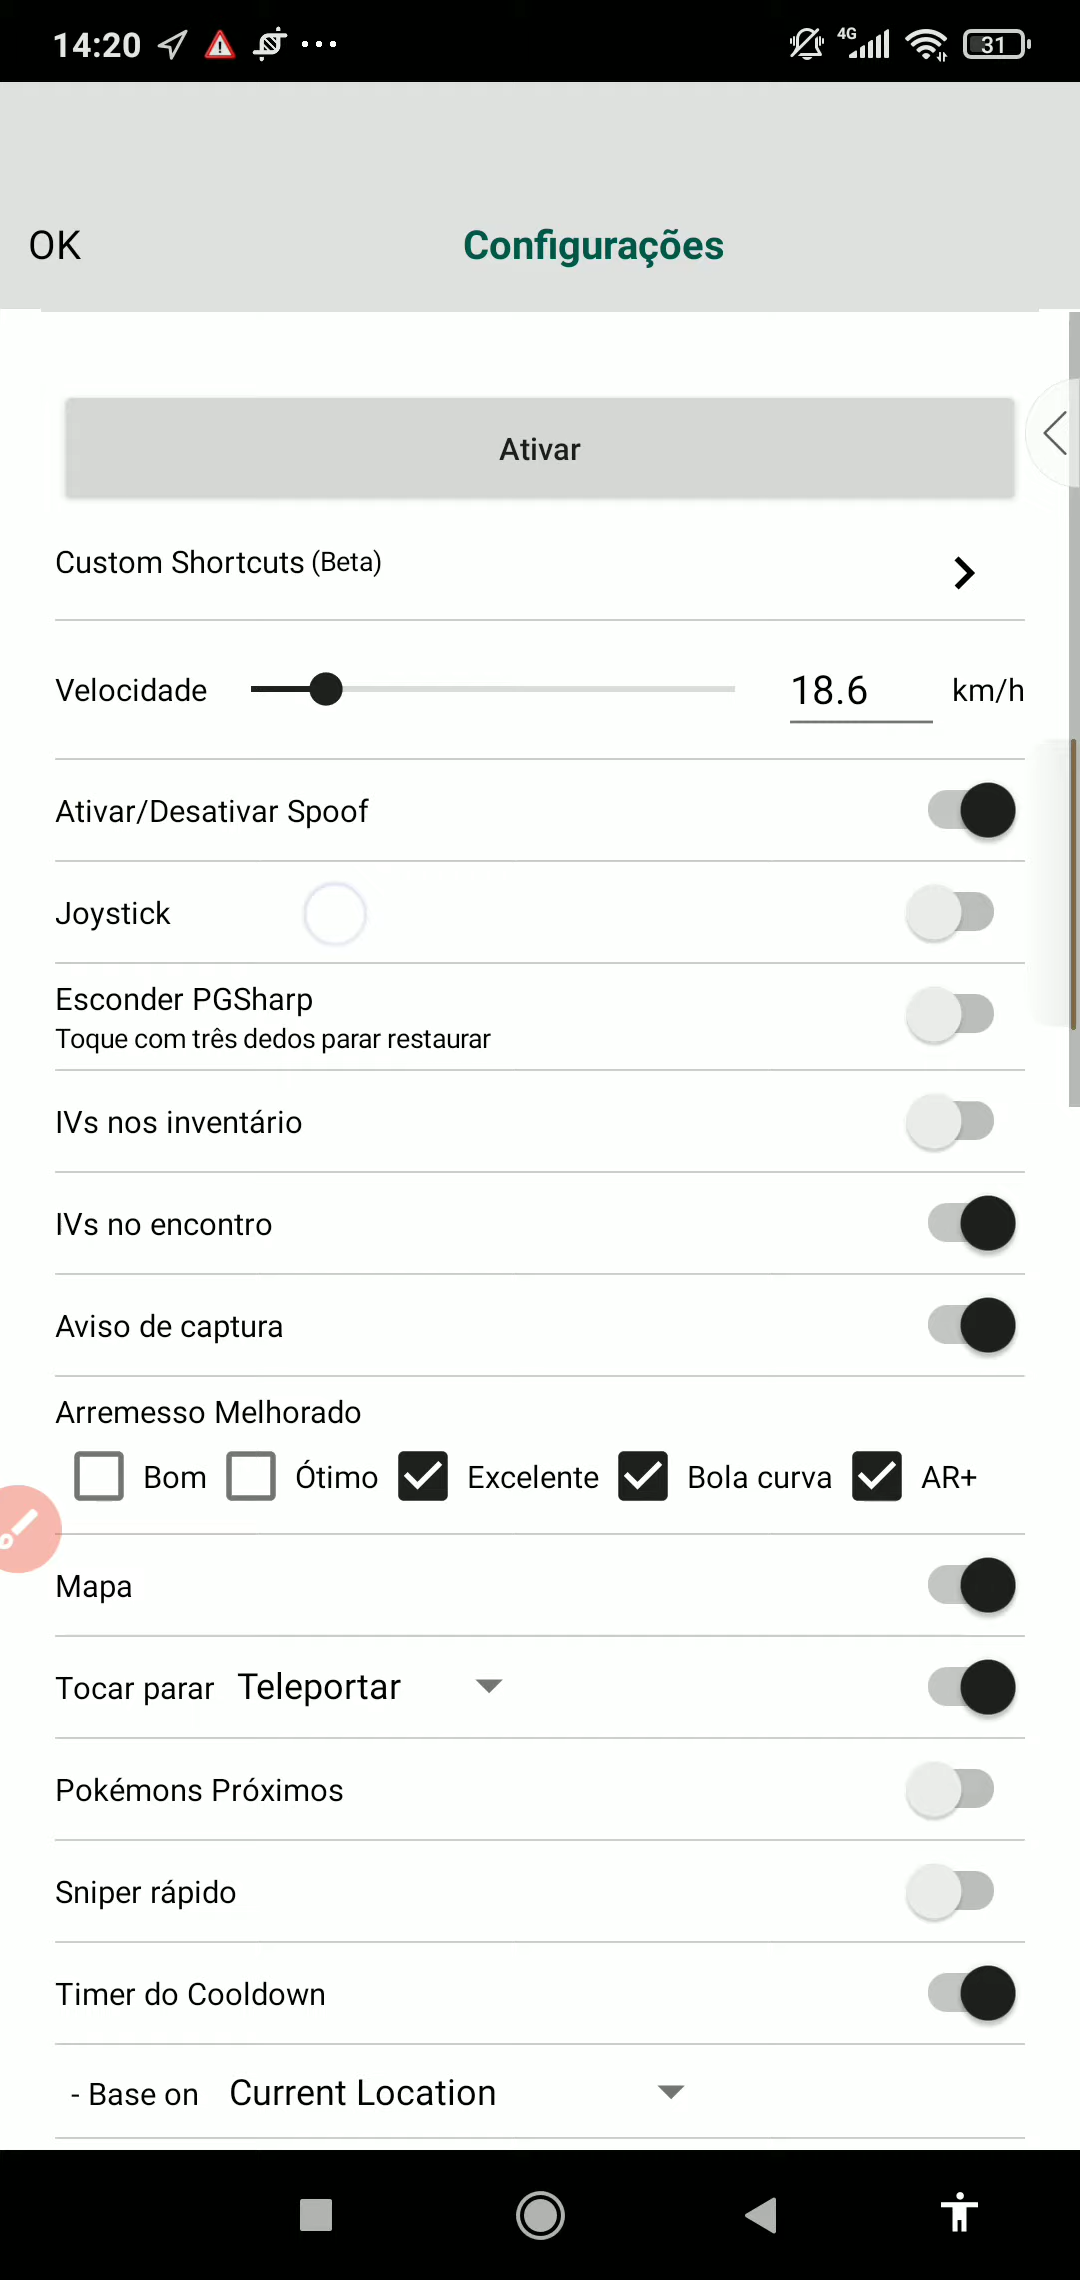 14:20
4G
31
OK
Configurações
Ativar
Custom Shortcuts (Beta)
Velocidade
18.6
km/h
Ativar/Desativar Spoof
Joystick
Esconder PGSharp
Toque com três dedos parar restaurar
IVs nos inventário
IVs no encontro
Aviso de captura
Arremesso Melhorado
Bom
Ótimo
Excelente
Bola curva
AR+
Mapa
Tocar parar Teleportar
Pokémons Próximos
Sniper rápido
Timer do Cooldown
- Base on Current Location